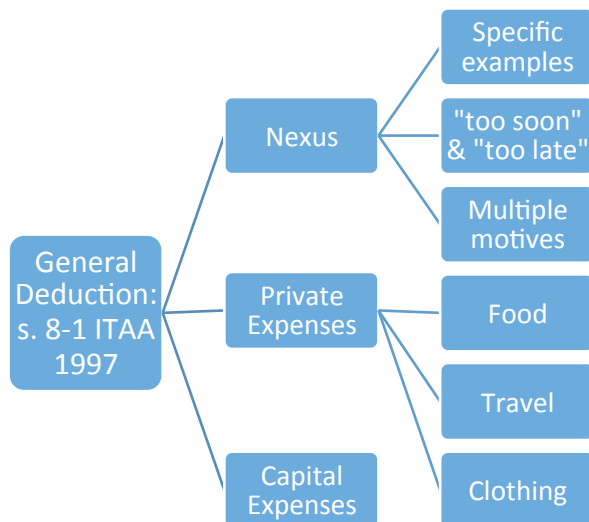 General
Deduction:
s. 8-1 ITAA
1997
Nexus
Specific
examples
"too soon"
& "too late"
Multiple
motives
Private
Expenses
Food
Travel
Clothing
Capital
Expenses